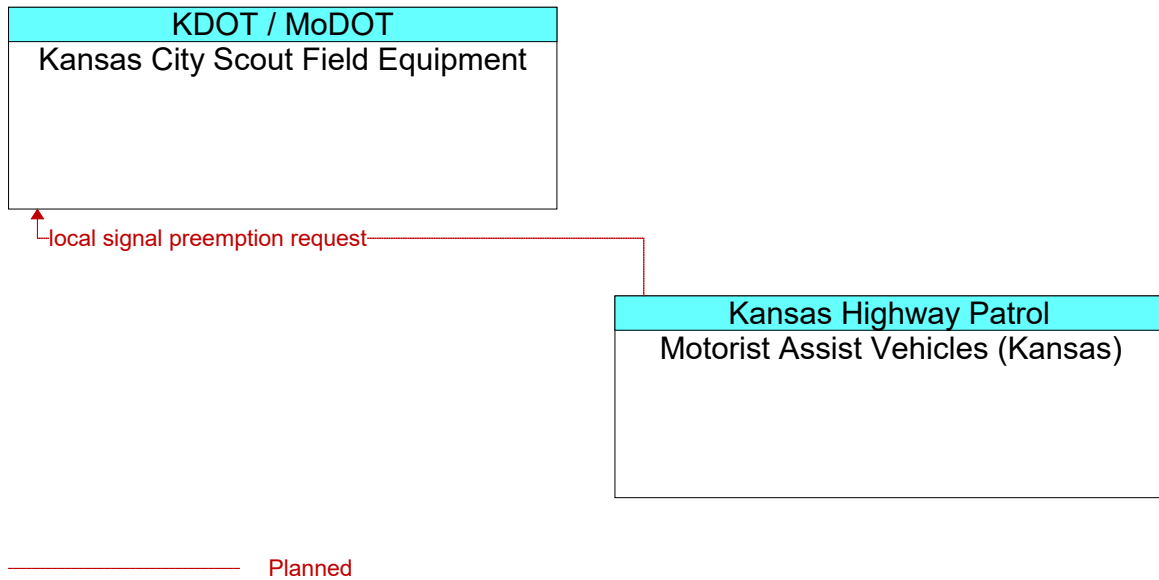 KDOT / MoDOT
Kansas City Scout Field Equipment
local signal preemption request
Kansas Highway Patrol
Motorist Assist Vehicles (Kansas)
Planned